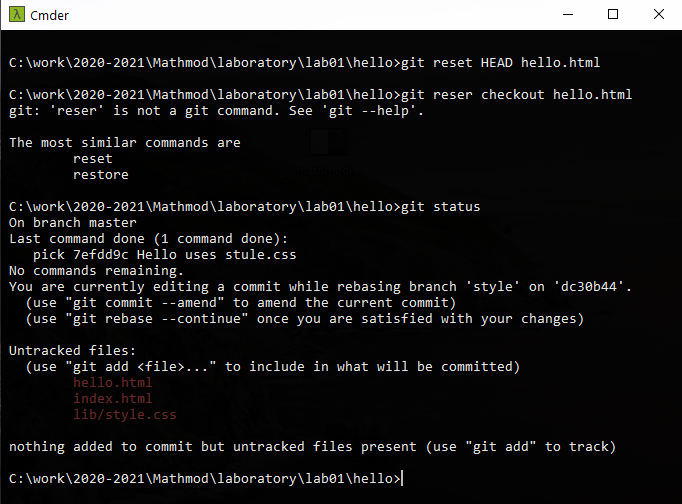 Cmder
C:\work\2020-2021\Mathmod\laboratory\lab01\hello>git reset HEAD hello.html
C:\work\2020-2021\Mathmod\laboratory\lab01\hello>git reser checkout hello.html
git: 'reser' is not a git command. See 'git --help'.
The most similar commands are
reset
restore
C:\work\2020-2021\Mathmod\laboratory\lab01\hello>git status
On branch master
Last command done (1 command done):
pick 7efdd9c Hello uses stule.css
No commands remaining.
You are currently editing a commit while rebasing branch 'style' on 'dc30b44'.
(use "git commit --amend" to amend the current commit)
(use "git rebase --continue" once you are satisfied with your changes)
Untracked files:
(use "git add <file>..." to include in what will be committed)
hello.html
index.html
lib/style.css
nothing added to commit but untracked files present (use "git add" to track)
C:\work\2020-2021\Mathmod\laboratory\lab01\hello>